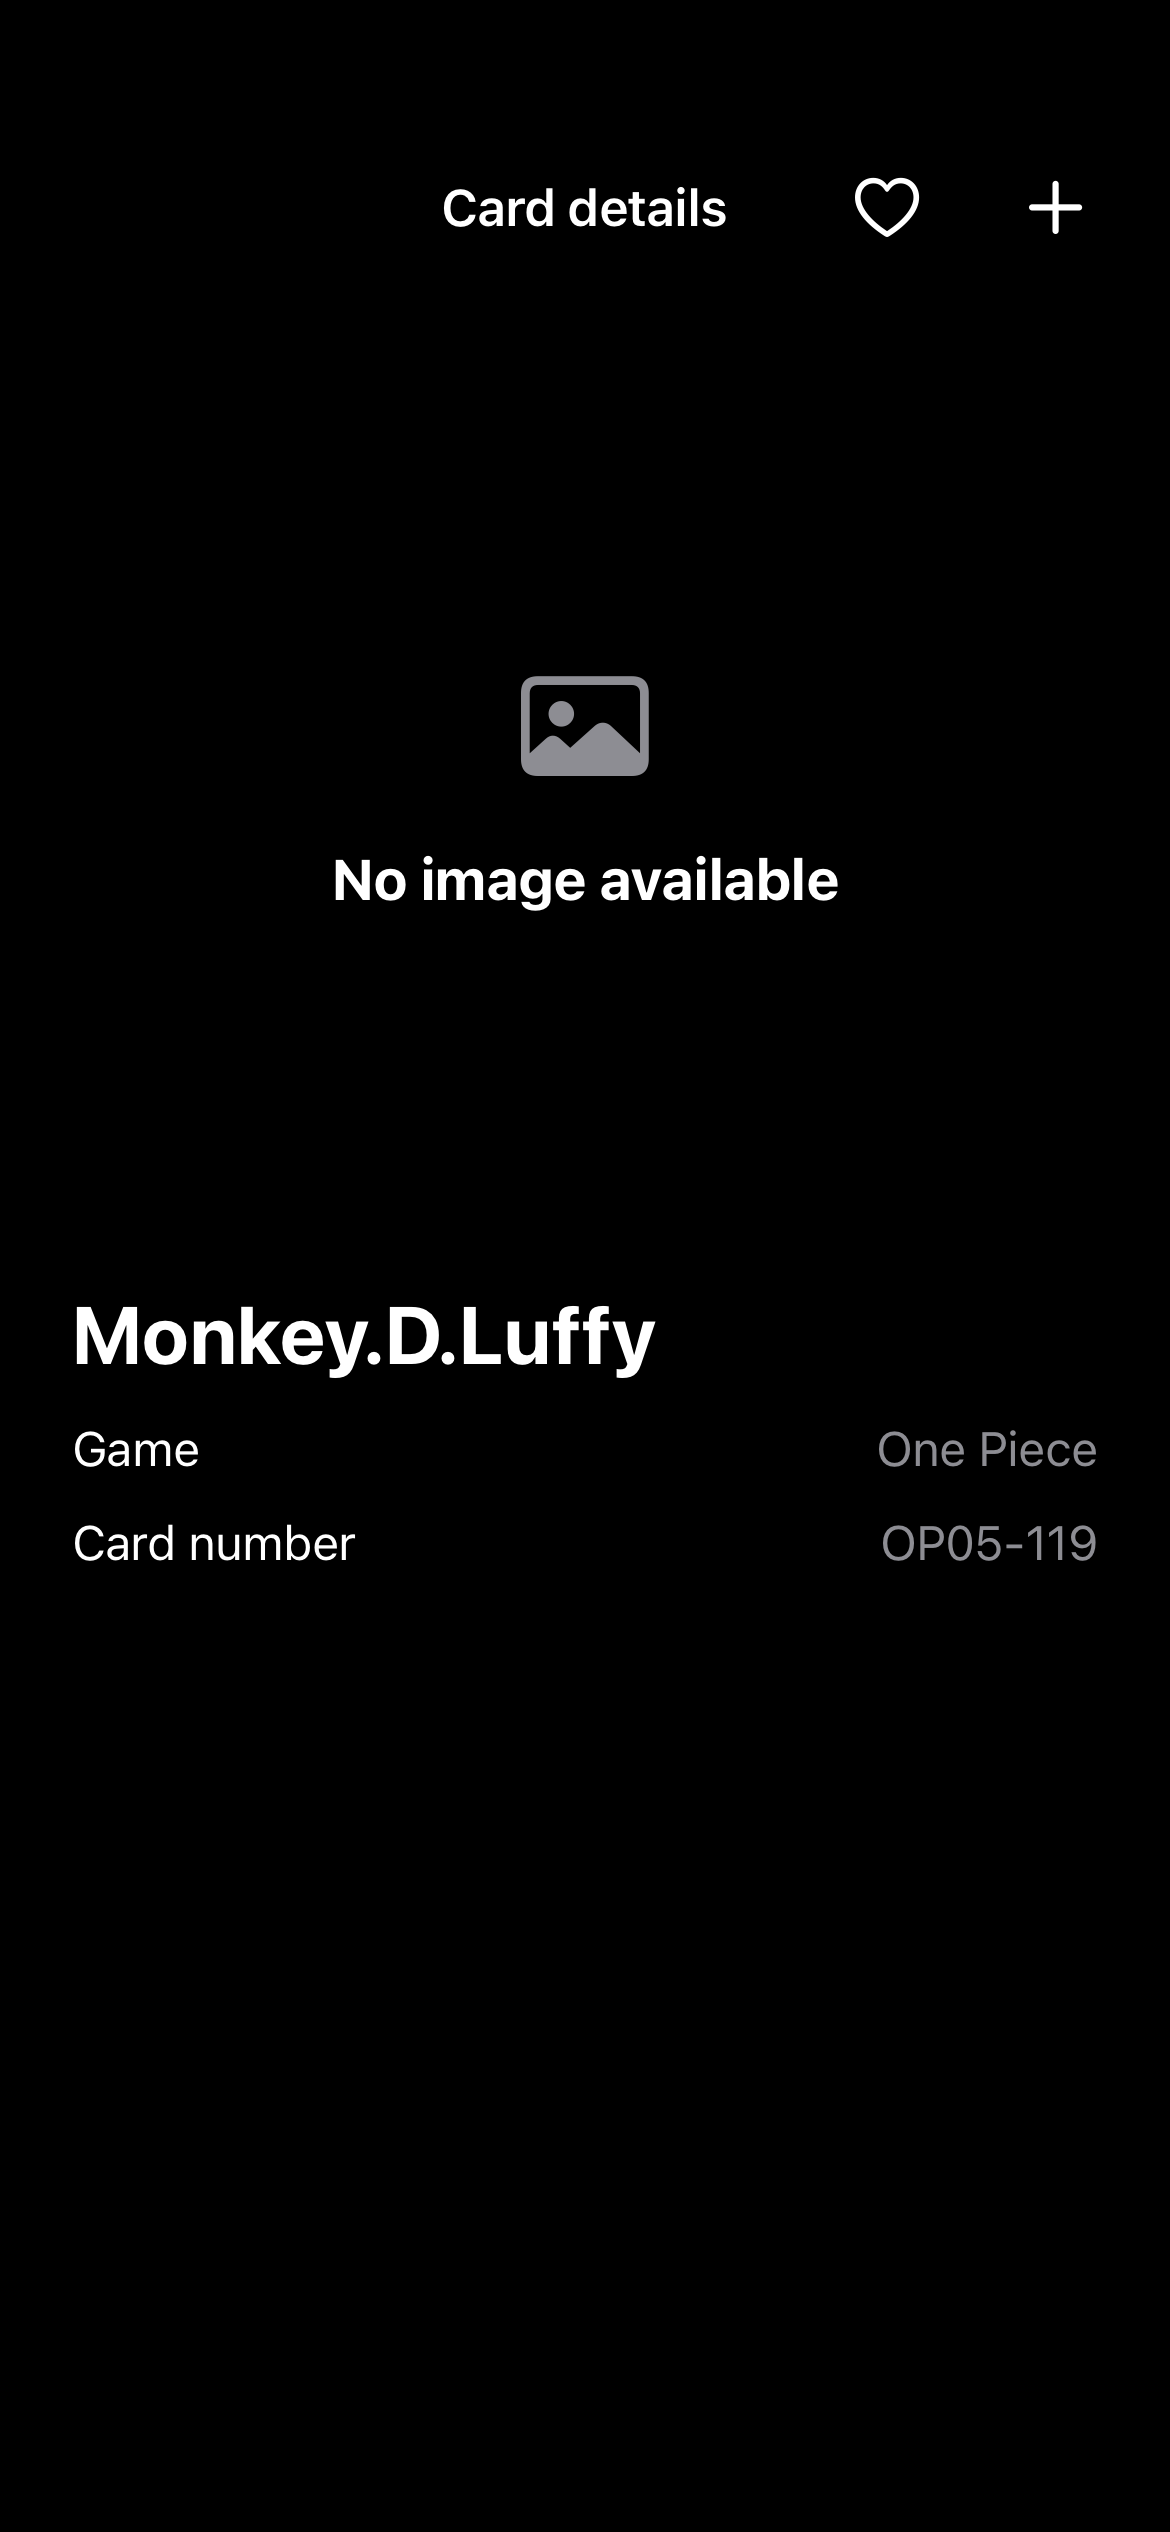 Card details
No image available
Monkey.D.Luffy
Game One Piece
Card number OP05-119